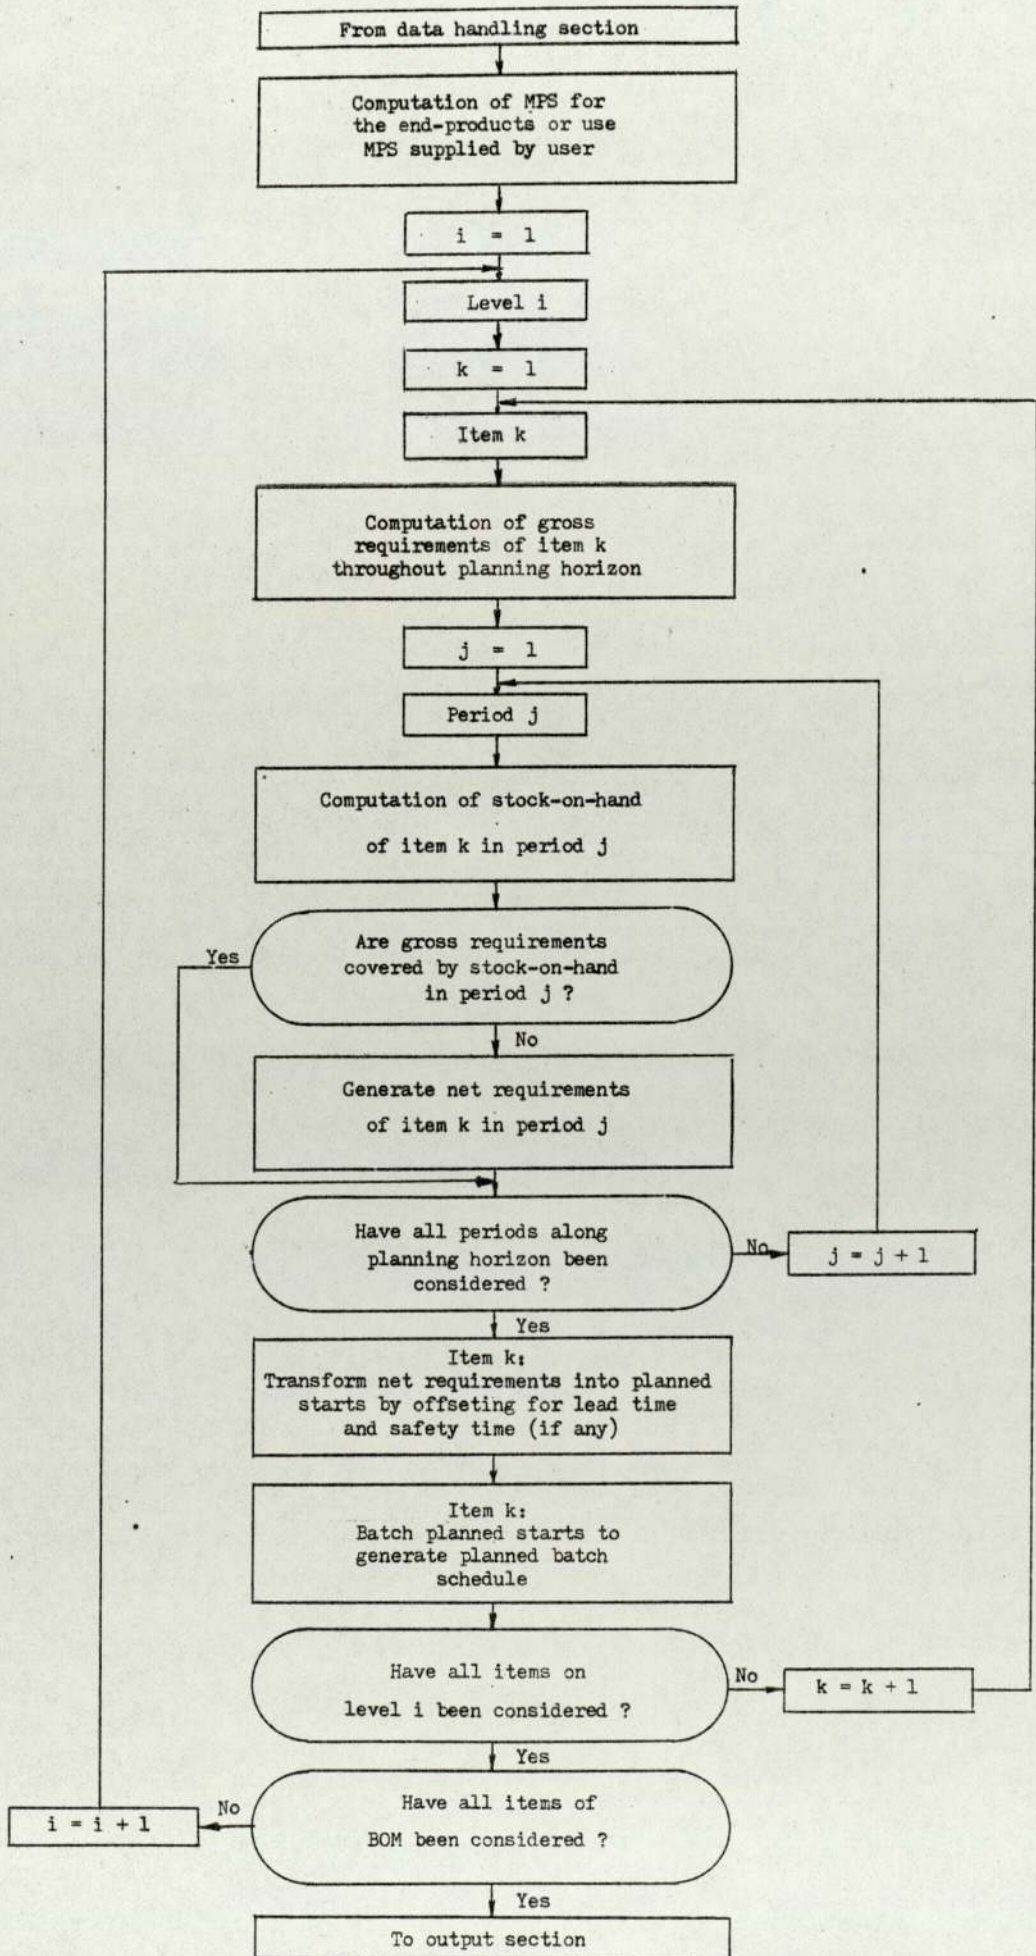 From data handling section
Computation of MPS for
the end-products or use
MPS supplied by user
i = 1
Level i
k = 1
Item k
Computation of gross
requirements of item k
throughout planning horizon
j = 1
Period j
Computation of stock-on-hand
of item k in period j
Are gross requirements
covered by stock-on-hand
in period j ?
Yes
No
Generate net requirements
of item k in period j
Have all periods along
planning horizon been
considered ?
No
j = j + 1
Yes
Item k:
Transform net requirements into planned
starts by offseting for lead time
and safety time (if any)
Item k:
Batch planned starts to
generate planned batch
schedule
Have all items on
level i been considered ?
No
k = k + 1
Yes
Have all items of
BOM been considered ?
No
i = i + 1
Yes
To output section